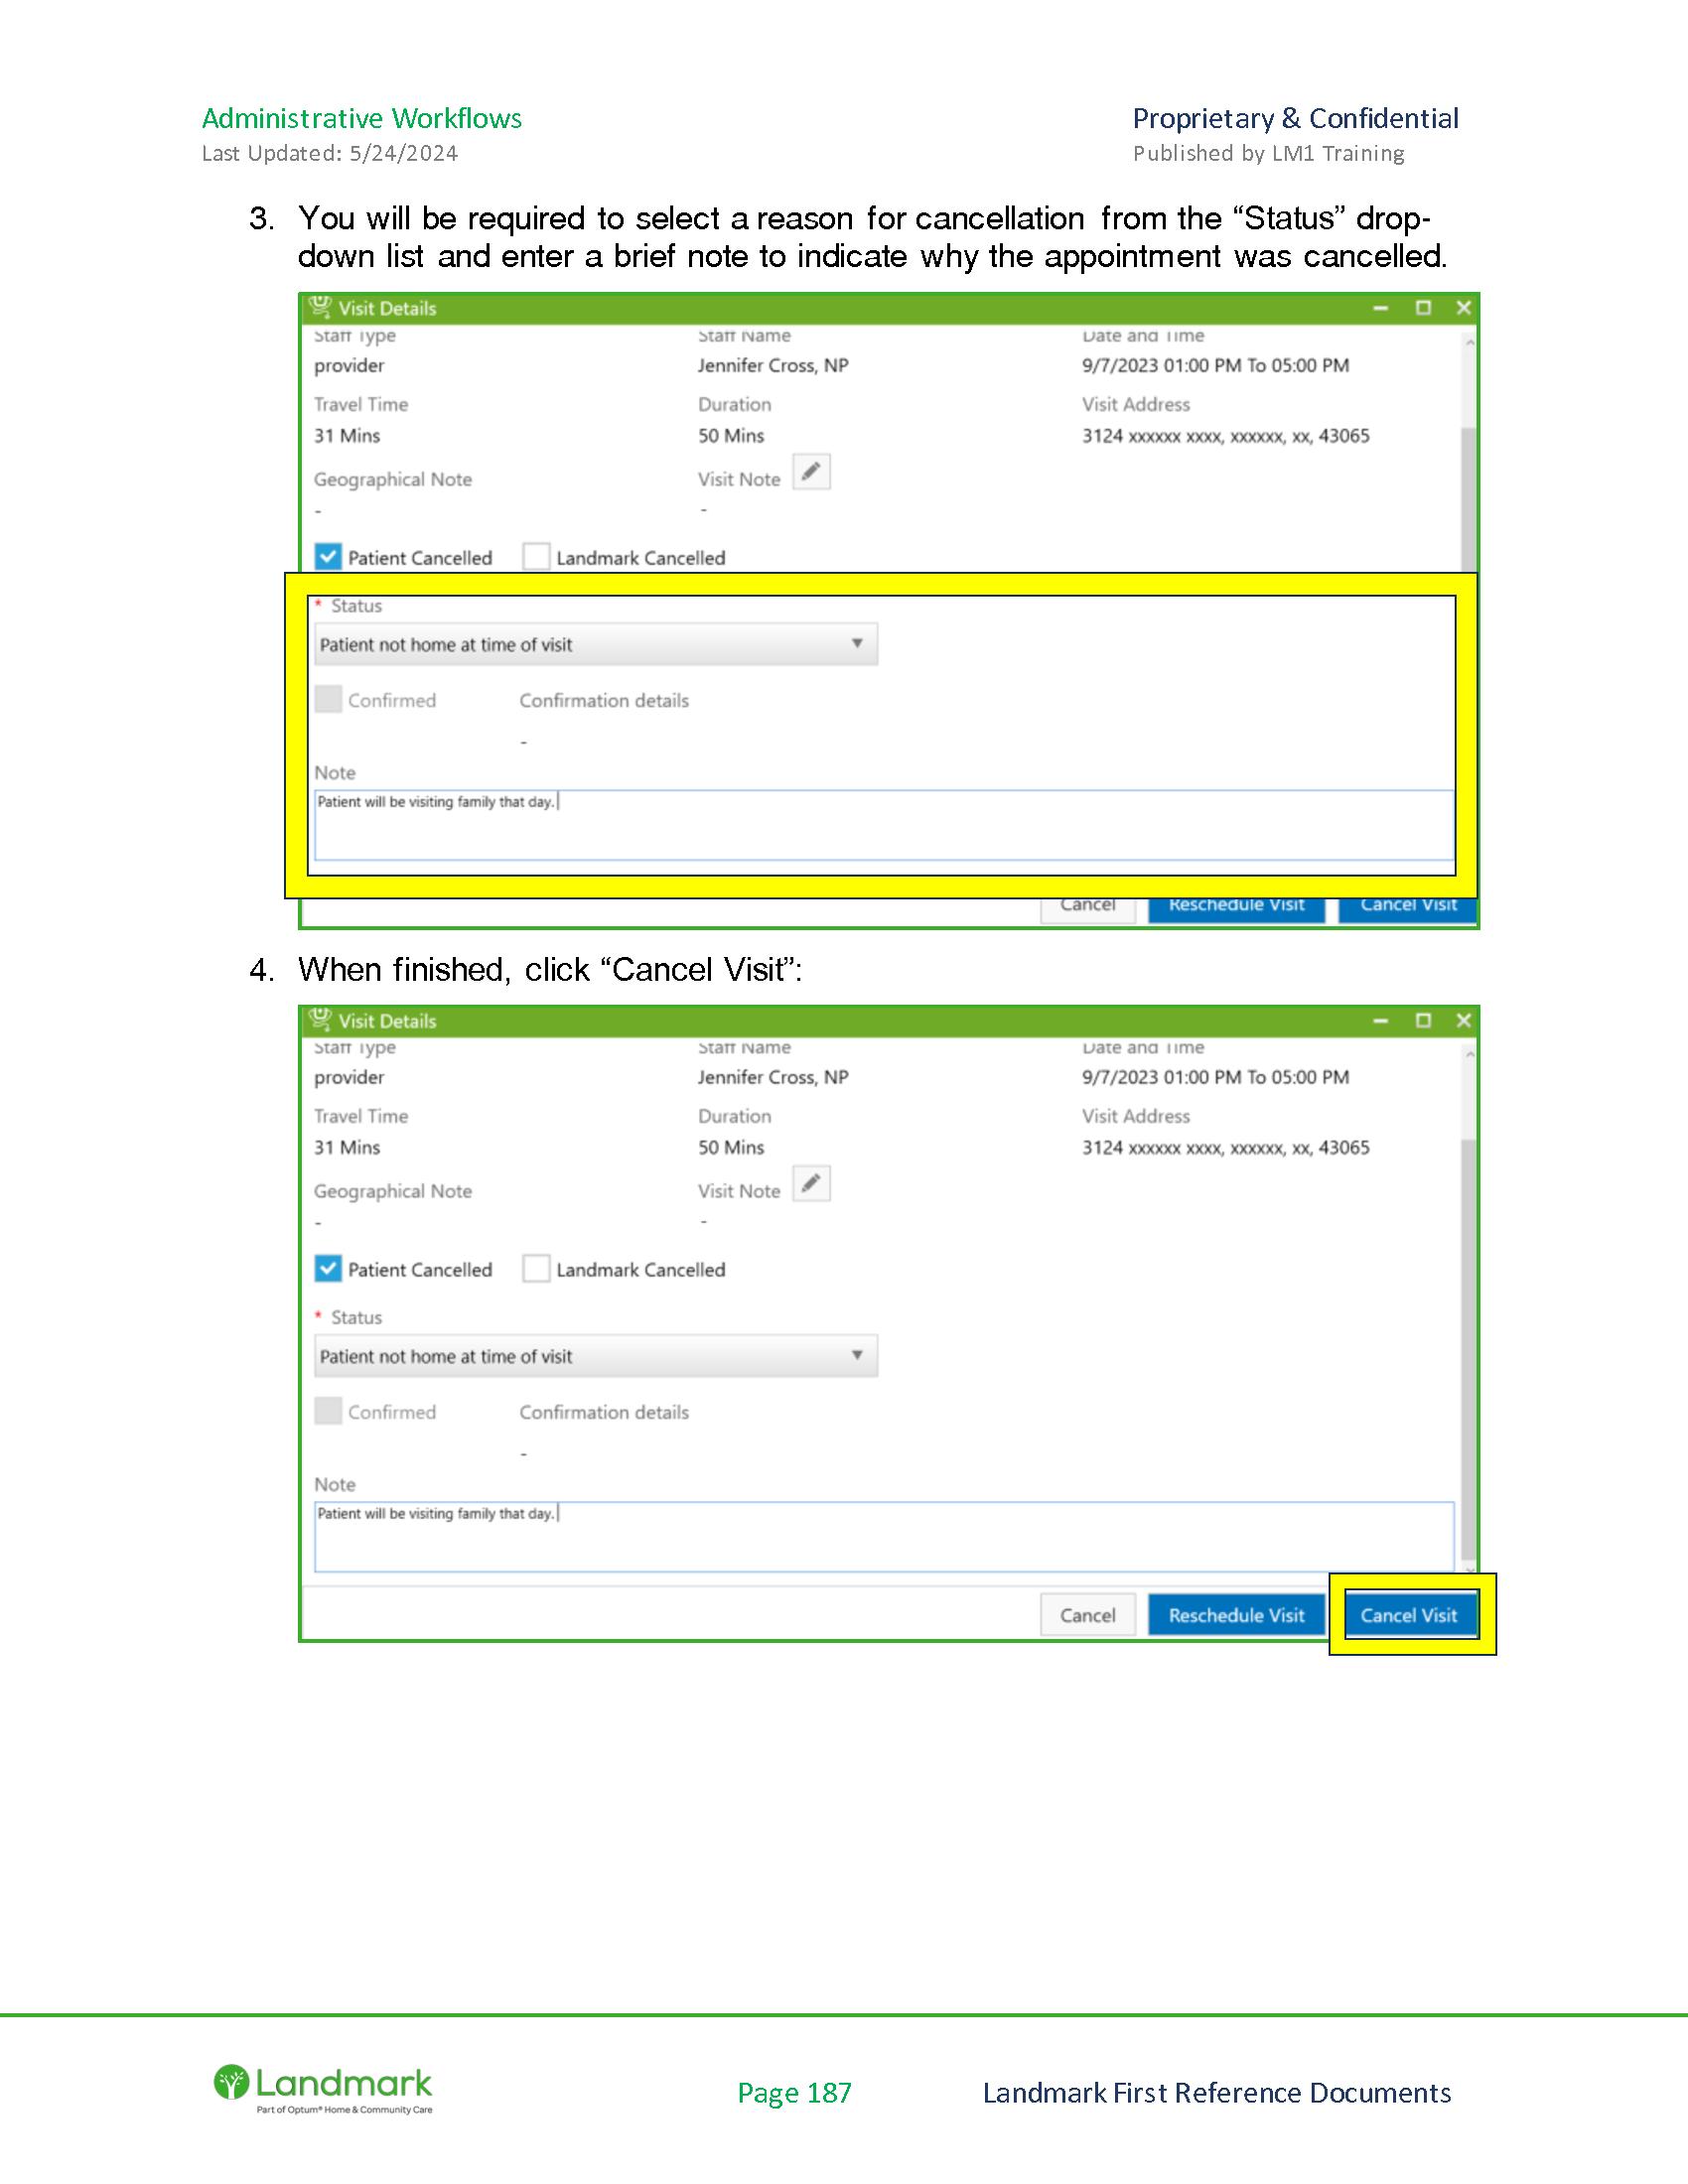 Administrative Workflows
Proprietary & Confidential
Last Updated: 5/24/2024
Published by LM1 Training
3. You will be required to select a reason for cancellation from the “Status” drop-
down list and enter a brief note to indicate why the appointment was cancelled.
Visit Details
Staff Type
Staff Name
Date and Time
provider
Jennifer Cross, NP
9/7/2023 01:00 PM To 05:00 PM
Travel Time
Duration
Visit Address
31 Mins
50 Mins
3124 xxxxxx xxxx, xxxxxx, xx, 43065
Geographical Note
Visit Note
-
-
Patient Cancelled
Landmark Cancelled
* Status
Patient not home at time of visit
Confirmed
Confirmation details
-
Note
Patient will be visiting family that day.
Cancel
Reschedule Visit
Cancel Visit
4. When finished, click “Cancel Visit”:
Visit Details
Staff Type
Staff Name
Date and Time
provider
Jennifer Cross, NP
9/7/2023 01:00 PM To 05:00 PM
Travel Time
Duration
Visit Address
31 Mins
50 Mins
3124 xxxxxx xxxx, xxxxxx, xx, 43065
Geographical Note
Visit Note
-
-
Patient Cancelled
Landmark Cancelled
* Status
Patient not home at time of visit
Confirmed
Confirmation details
-
Note
Patient will be visiting family that day.
Cancel
Reschedule Visit
Cancel Visit
Landmark
Part of Optum® Home & Community Care
Page 187
Landmark First Reference Documents